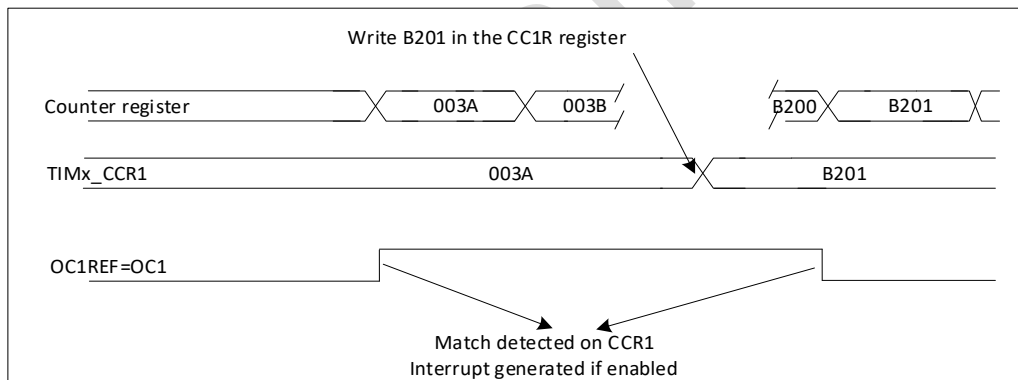 Write B201 in the CC1R register
Counter register 003A 003B B200 B201
TIMx_CCR1 003A B201
OC1REF=OC1
Match detected on CCR1
Interrupt generated if enabled